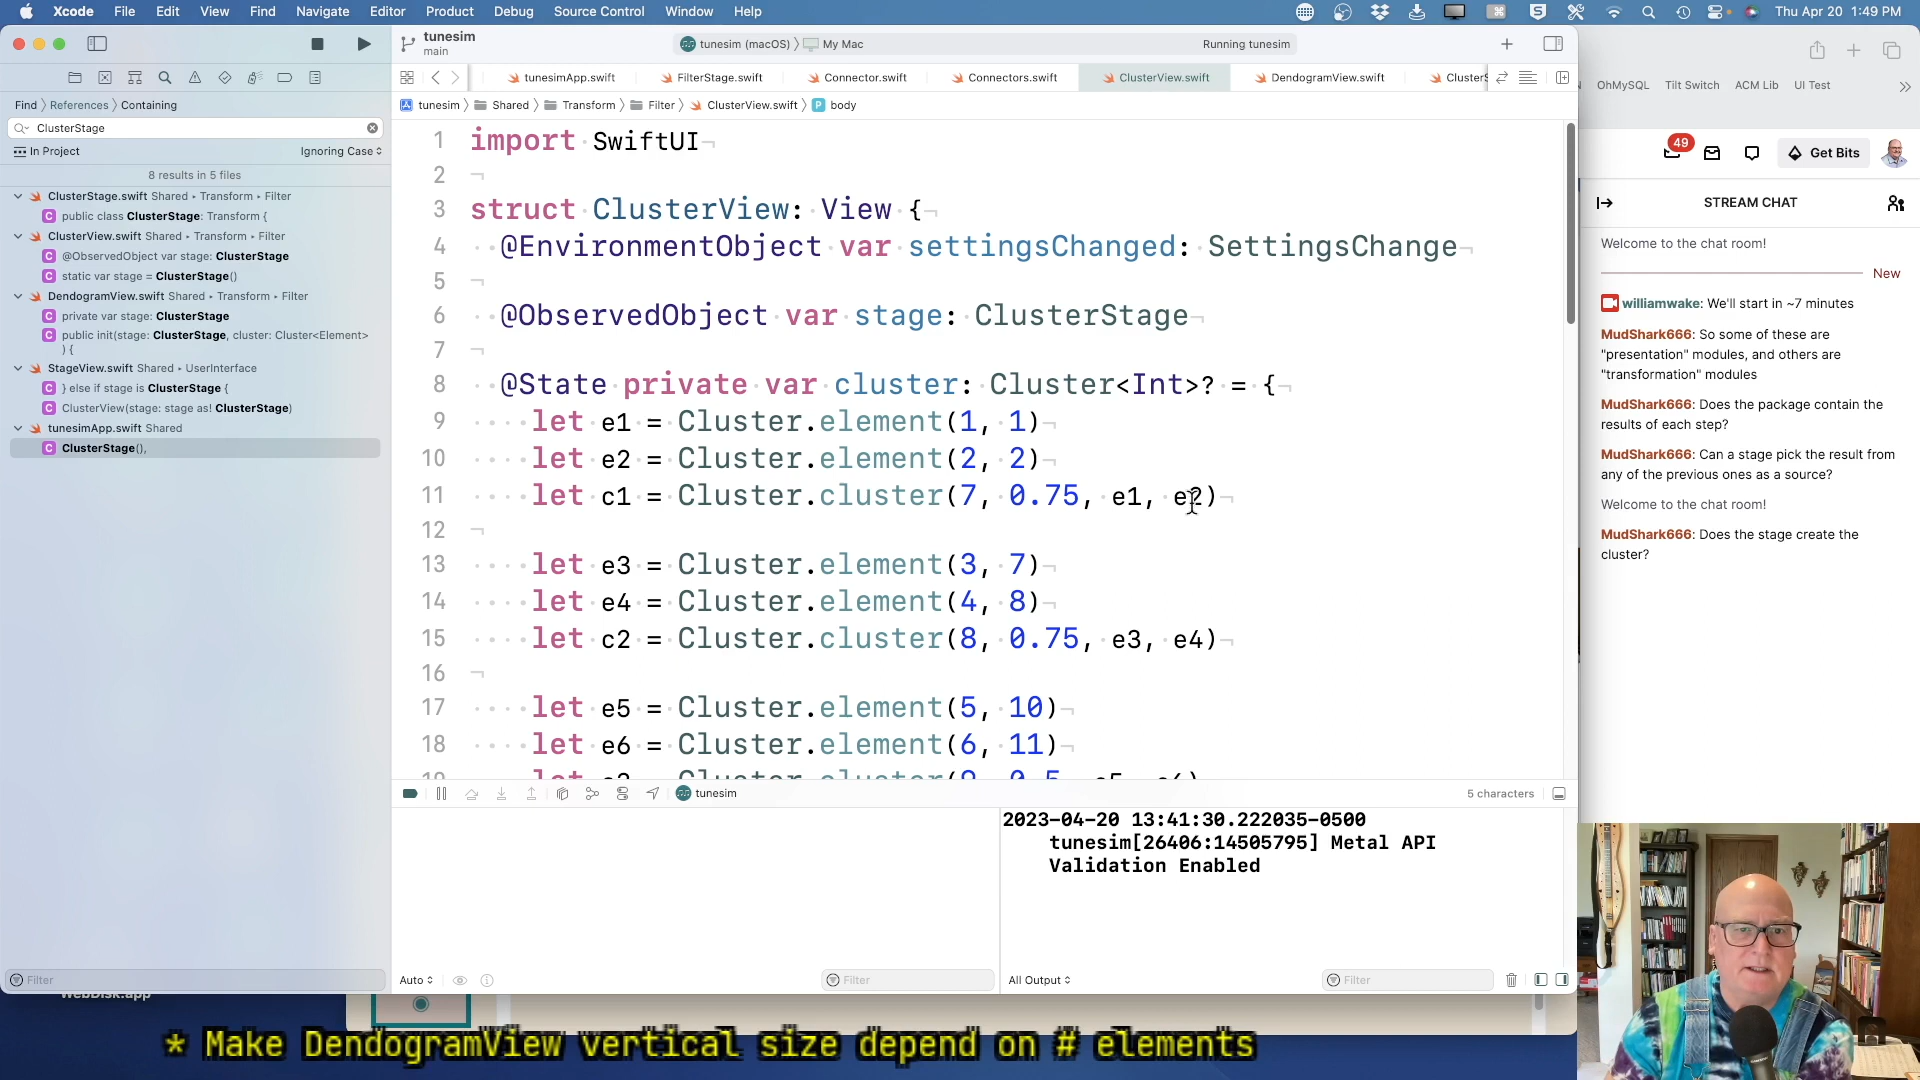 Xcode File Edit View Find Navigate Editor Product Debug Source Control Window Help
Thu Apr 20 1:49 PM
tunesim
main
tunesim (macOS) 〉 My Mac
Running tunesim
tunesimApp.swift FilterStage.swift Connector.swift Connectors.swift ClusterView.swift DendogramView.swift ClusterS
OhMySQL Tilt Switch ACM Lib UI Test
Find 〉 References 〉 Containing
tunesim 〉 Shared 〉 Transform 〉 Filter 〉 ClusterView.swift 〉 P body
ClusterStage
In Project
Ignoring Case
8 results in 5 files
ClusterStage.swift Shared ▸ Transform ▸ Filter
C public class ClusterStage: Transform {
ClusterView.swift Shared ▸ Transform ▸ Filter
C @ObservedObject var stage: ClusterStage
C static var stage = ClusterStage()
DendogramView.swift Shared ▸ Transform ▸ Filter
C private var stage: ClusterStage
C public init(stage: ClusterStage, cluster: Cluster<Element>
) {
StageView.swift Shared ▸ UserInterface
C } else if stage is ClusterStage {
C ClusterView(stage: stage as! ClusterStage)
tunesimApp.swift Shared
C ClusterStage(),
Filter
1 import SwiftUI
2
3 struct ClusterView: View {
4 @EnvironmentObject var settingsChanged: SettingsChange
5
6 @ObservedObject var stage: ClusterStage
7
8 @State private var cluster: Cluster<Int>? = {
9 let e1 = Cluster.element(1, 1)
10 let e2 = Cluster.element(2, 2)
11 let c1 = Cluster.cluster(7, 0.75, e1, e2)
12
13 let e3 = Cluster.element(3, 7)
14 let e4 = Cluster.element(4, 8)
15 let c2 = Cluster.cluster(8, 0.75, e3, e4)
16
17 let e5 = Cluster.element(5, 10)
18 let e6 = Cluster.element(6, 11)
tunesim
5 characters
2023-04-20 13:41:30.222035-0500
tunesim[26406:14505795] Metal API
Validation Enabled
Auto
Filter
All Output
Filter
WebDisk.app
49
Get Bits
STREAM CHAT
Welcome to the chat room!
New
williamwake: We'll start in ~7 minutes
MudShark666: So some of these are
"presentation" modules, and others are
"transformation" modules
MudShark666: Does the package contain the
results of each step?
MudShark666: Can a stage pick the result from
any of the previous ones as a source?
Welcome to the chat room!
MudShark666: Does the stage create the
cluster?
* Make DendogramView vertical size depend on # elements